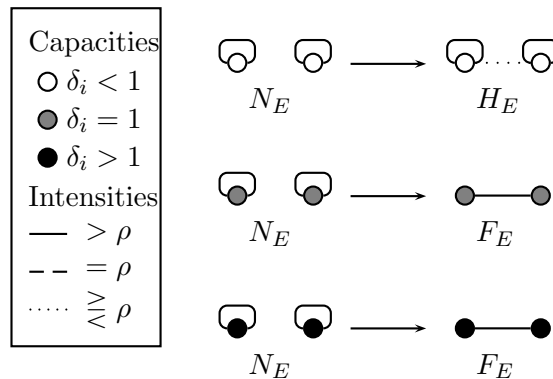 Capacities
δ_i < 1
δ_i = 1
δ_i > 1
Intensities
> ρ
= ρ
≥< ρ
N_E H_E
N_E F_E
N_E F_E